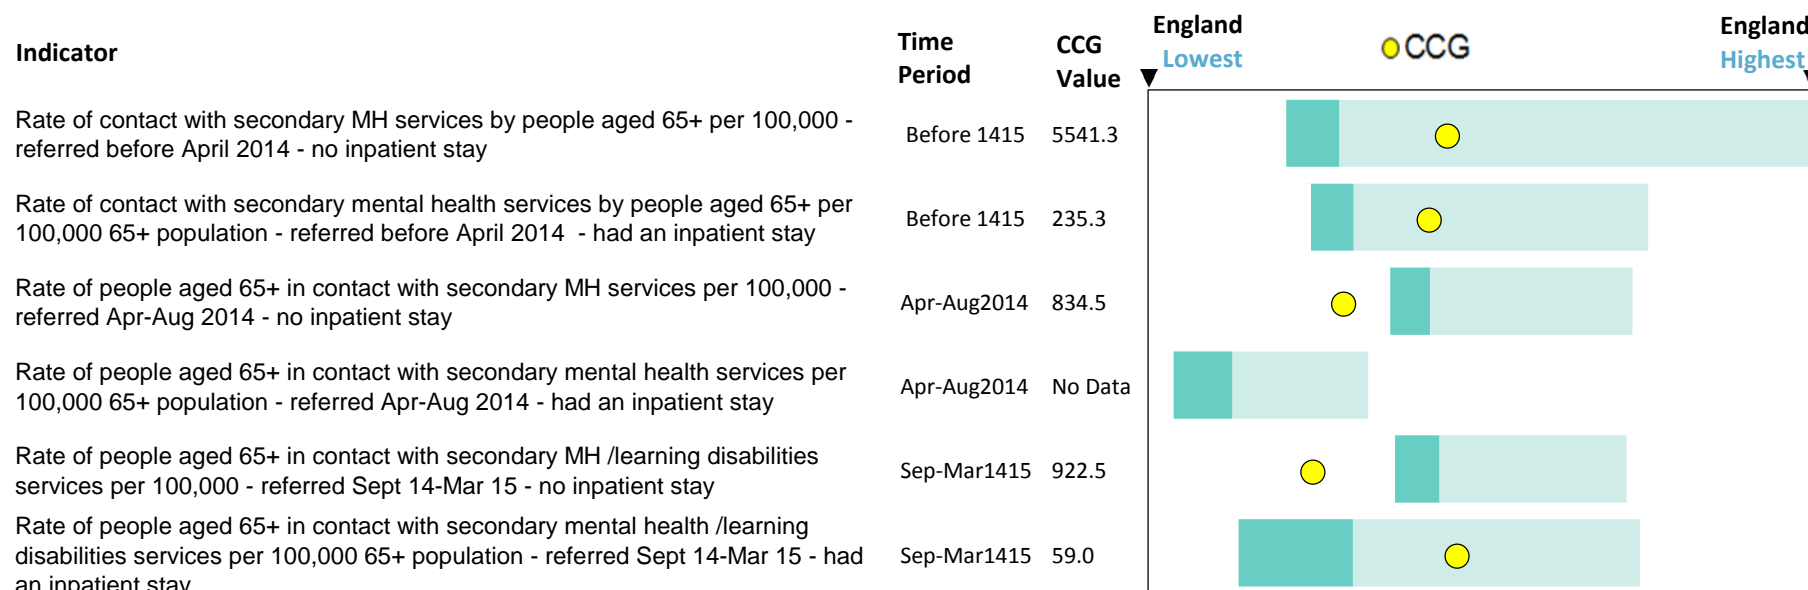 Indicator
Time
Period
CCG
Value
England
Lowest
CCG
England
Highest
Rate of contact with secondary MH services by people aged 65+ per 100,000 -
referred before April 2014 - no inpatient stay
Before 1415
5541.3
Rate of contact with secondary mental health services by people aged 65+ per
100,000 65+ population - referred before April 2014  - had an inpatient stay
Before 1415
235.3
Rate of people aged 65+ in contact with secondary MH services per 100,000 -
referred Apr-Aug 2014 - no inpatient stay
Apr-Aug2014
834.5
Rate of people aged 65+ in contact with secondary mental health services per
100,000 65+ population - referred Apr-Aug 2014 - had an inpatient stay
Apr-Aug2014
No Data
Rate of people aged 65+ in contact with secondary MH /learning disabilities
services per 100,000 - referred Sept 14-Mar 15 - no inpatient stay
Sep-Mar1415
922.5
Rate of people aged 65+ in contact with secondary mental health /learning
disabilities services per 100,000 65+ population - referred Sept 14-Mar 15 - had
an inpatient stay
Sep-Mar1415
59.0